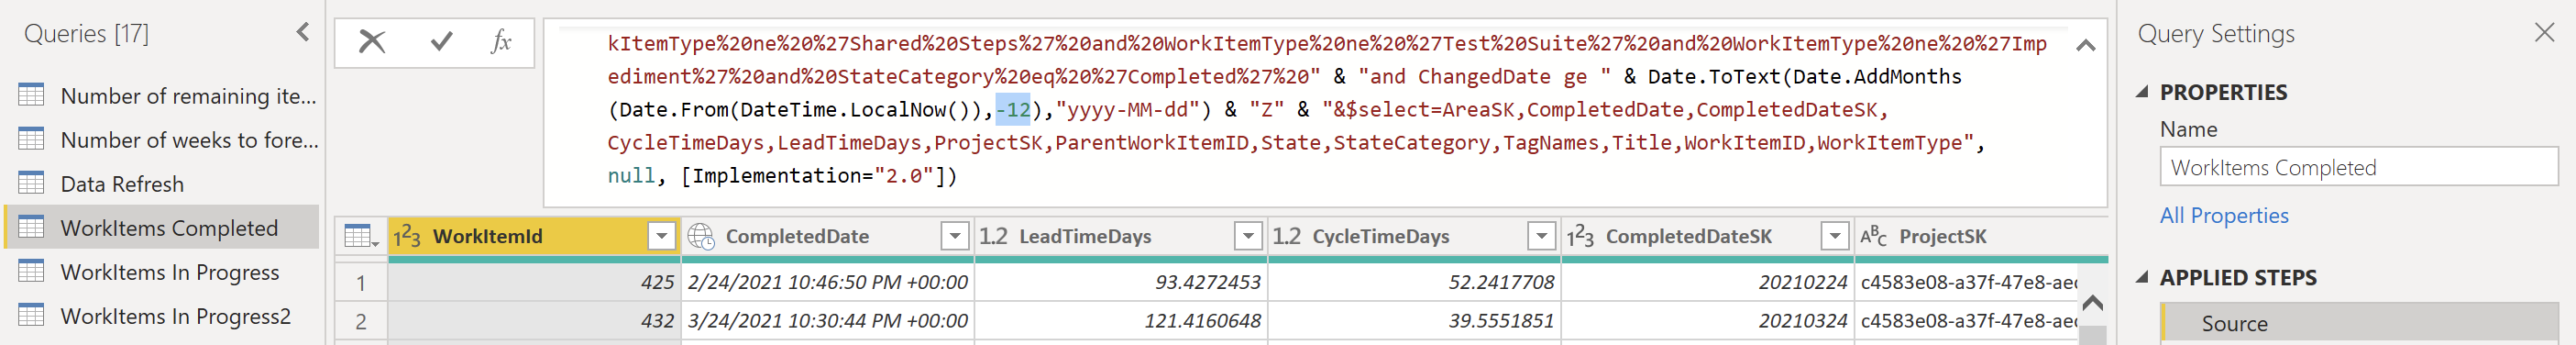 Queries [17]
Number of remaining ite...
Number of weeks to fore...
Data Refresh
WorkItems Completed
WorkItems In Progress
WorkItems In Progress2
fx
kItemType%20ne%20%27Shared%20Steps%27%20and%20WorkItemType%20ne%20%27Test%20Suite%27%20and%20WorkItemType%20ne%20%27Imp
ediment%27%20and%20StateCategory%20eq%20%27Completed%27%20" & "and ChangedDate ge " & Date.ToText(Date.AddMonths
(Date.From(DateTime.LocalNow()),-12),"yyyy-MM-dd") & "Z" & "&$select=AreaSK,CompletedDate,CompletedDateSK,
CycleTimeDays,LeadTimeDays,ProjectSK,ParentWorkItemID,State,StateCategory,TagNames,Title,WorkItemID,WorkItemType",
null, [Implementation="2.0"])
123 WorkItemId CompletedDate 1.2 LeadTimeDays 1.2 CycleTimeDays 123 CompletedDateSK ABC ProjectSK
1 425 2/24/2021 10:46:50 PM +00:00 93.4272453 52.2417708 20210224 c4583e08-a37f-47e8-aec
2 432 3/24/2021 10:30:44 PM +00:00 121.4160648 39.5551851 20210324 c4583e08-a37f-47e8-aec
Query Settings
PROPERTIES
Name
WorkItems Completed
All Properties
APPLIED STEPS
Source